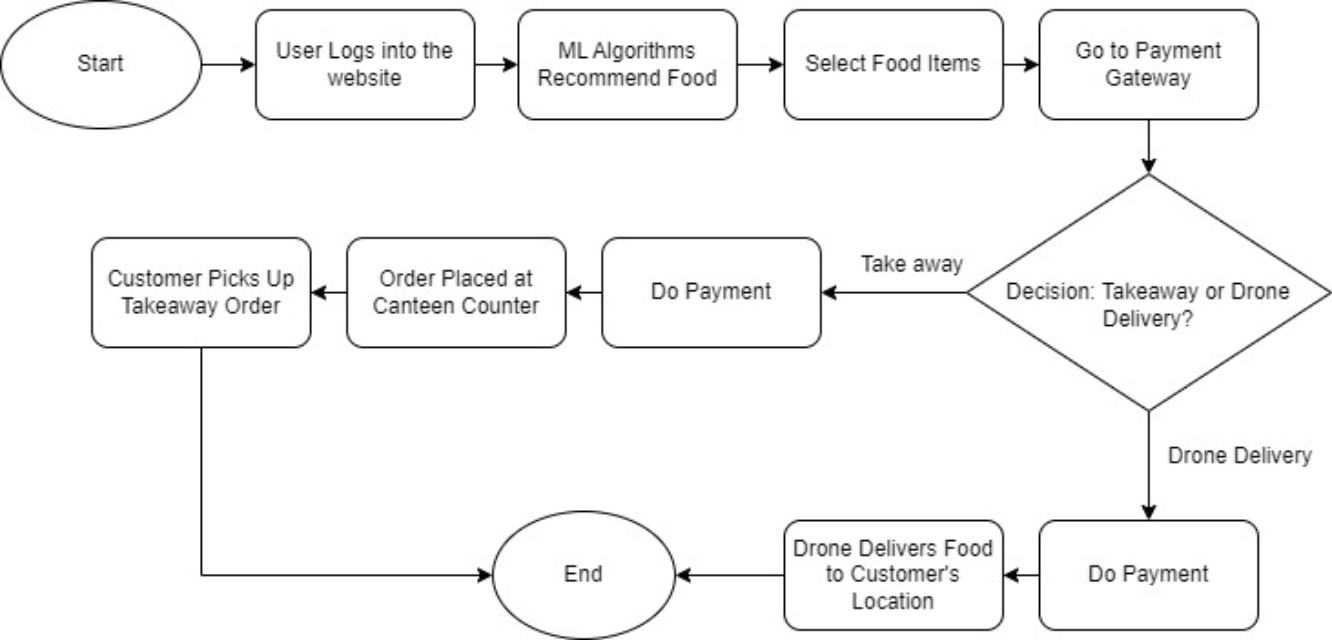 Start
User Logs into the
website
ML Algorithms
Recommend Food
Select Food Items
Go to Payment
Gateway
Decision: Takeaway or Drone
Delivery?
Take away
Do Payment
Order Placed at
Canteen Counter
Customer Picks Up
Takeaway Order
Drone Delivery
Do Payment
Drone Delivers Food
to Customer's
Location
End